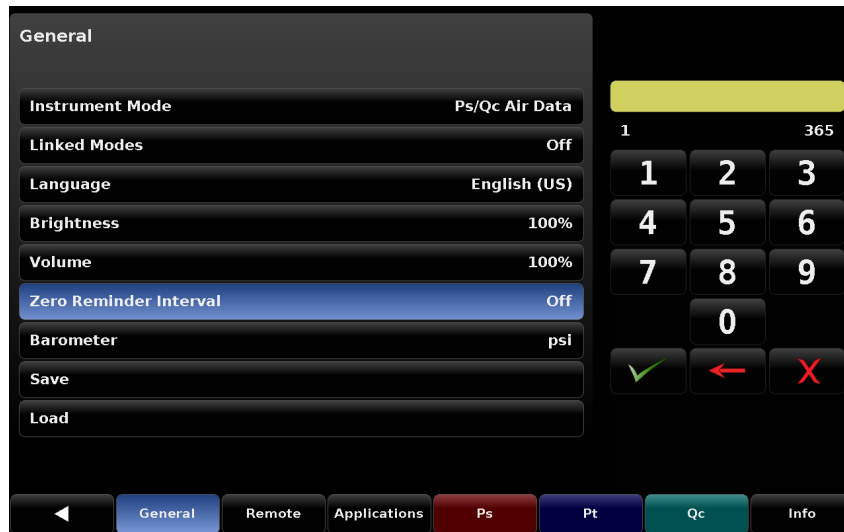 General
Instrument Mode Ps/Qc Air Data
Linked Modes Off
Language English (US)
Brightness 100%
Volume 100%
Zero Reminder Interval Off
Barometer psi
Save
Load
1 365
1 2 3
4 5 6
7 8 9
0
X
General Remote Applications Ps Pt Qc Info